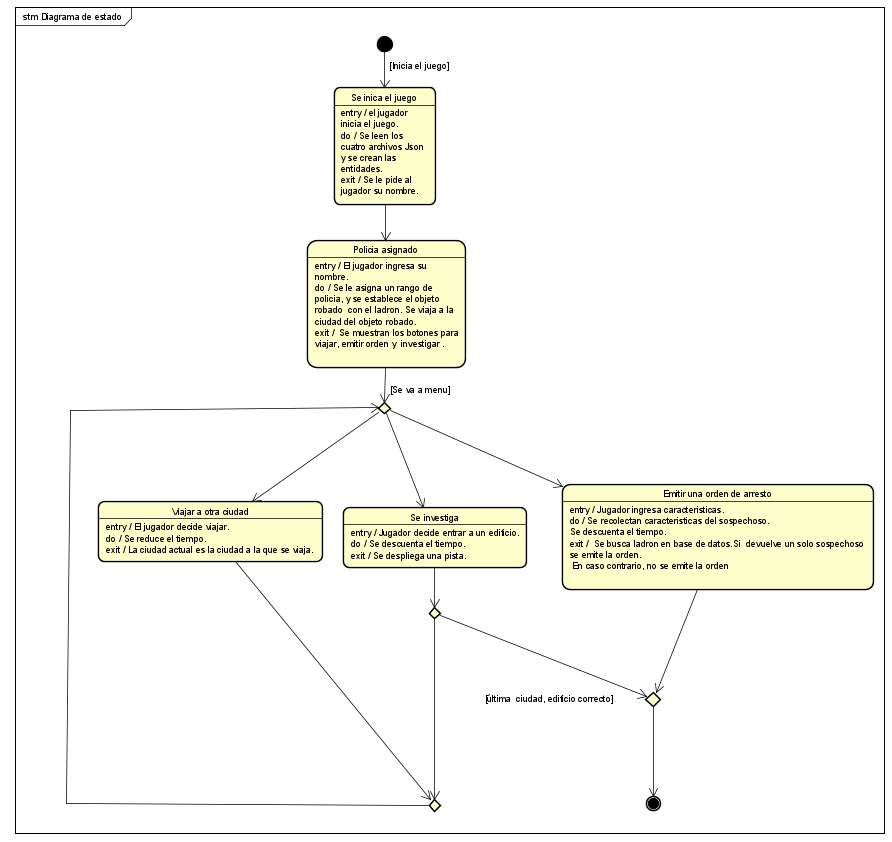 stm Diagrama de estado
[Inicia el juego]
Se inica el juego
entry / el jugador
inicia el juego.
do / Se leen los
cuatro archivos Json
y se crean las
entidades.
exit / Se le pide al
jugador su nombre.
Policia asignado
entry / El jugador ingresa su
nombre.
do / Se le asigna un rango de
policia, y se establece el objeto
robado con el ladron. Se viaja a la
ciudad del objeto robado.
exit / Se muestran los botones para
viajar, emitir orden y investigar .
[Se va a menu]
Viajar a otra ciudad
entry / El jugador decide viajar.
do / Se reduce el tiempo.
exit / La ciudad actual es la ciudad a la que se viaja.
Se investiga
entry / Jugador decide entrar a un edificio.
do / Se descuenta el tiempo.
exit / Se despliega una pista.
Emitir una orden de arresto
entry / Jugador ingresa caracteristicas.
do / Se recolectan caracteristicas del sospechoso.
Se descuenta el tiempo.
exit / Se busca ladron en base de datos.Si devuelve un solo sospechoso
se emite la orden.
En caso contrario, no se emite la orden
[última ciudad, edificio correcto]